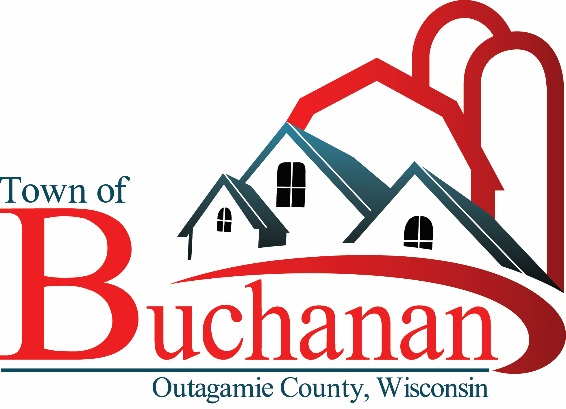 Town of
Buchanan
Outagamie County, Wisconsin